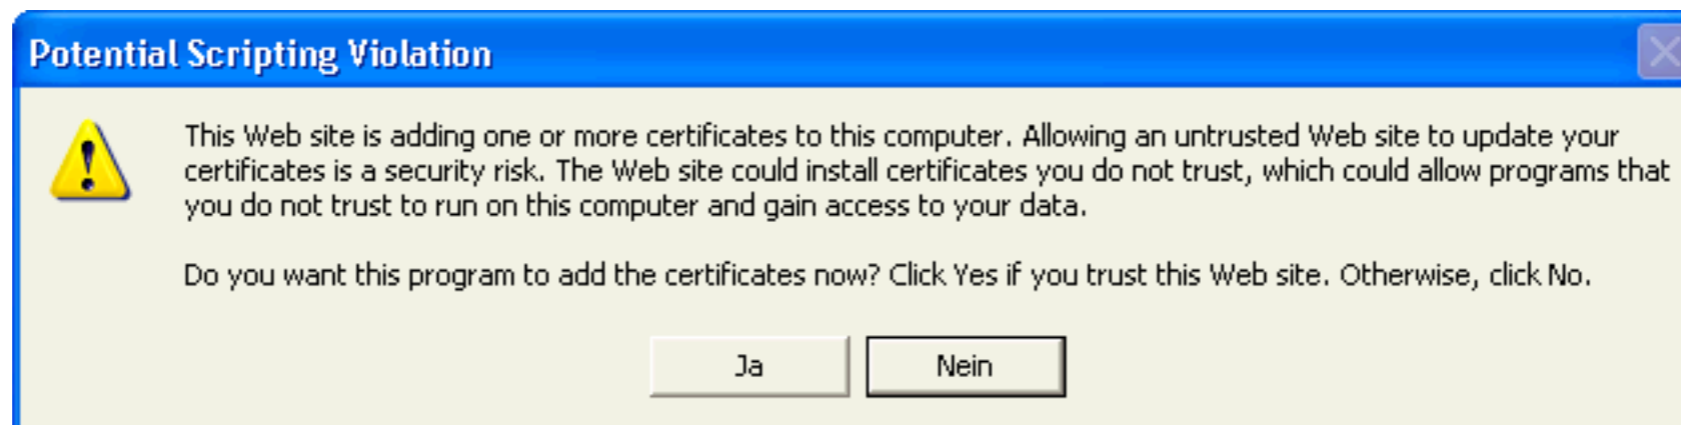 Potential Scripting Violation
This Web site is adding one or more certificates to this computer. Allowing an untrusted Web site to update your
certificates is a security risk. The Web site could install certificates you do not trust, which could allow programs that
you do not trust to run on this computer and gain access to your data.
Do you want this program to add the certificates now? Click Yes if you trust this Web site. Otherwise, click No.
Ja
Nein